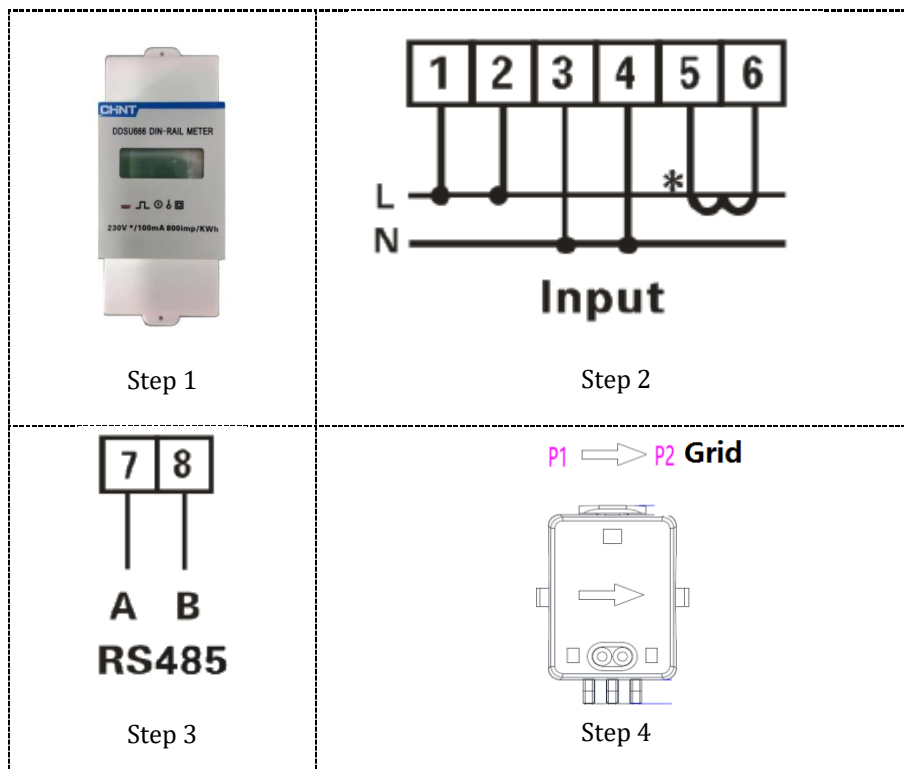 CHNT
DDSU666 DIN-RAIL METER
230V */100mA 800imp/KWh
Step 1
1 2 3 4 5 6
*
L
N
Input
Step 2
7 8
A B
RS485
Step 3
P1 P2 Grid
Step 4